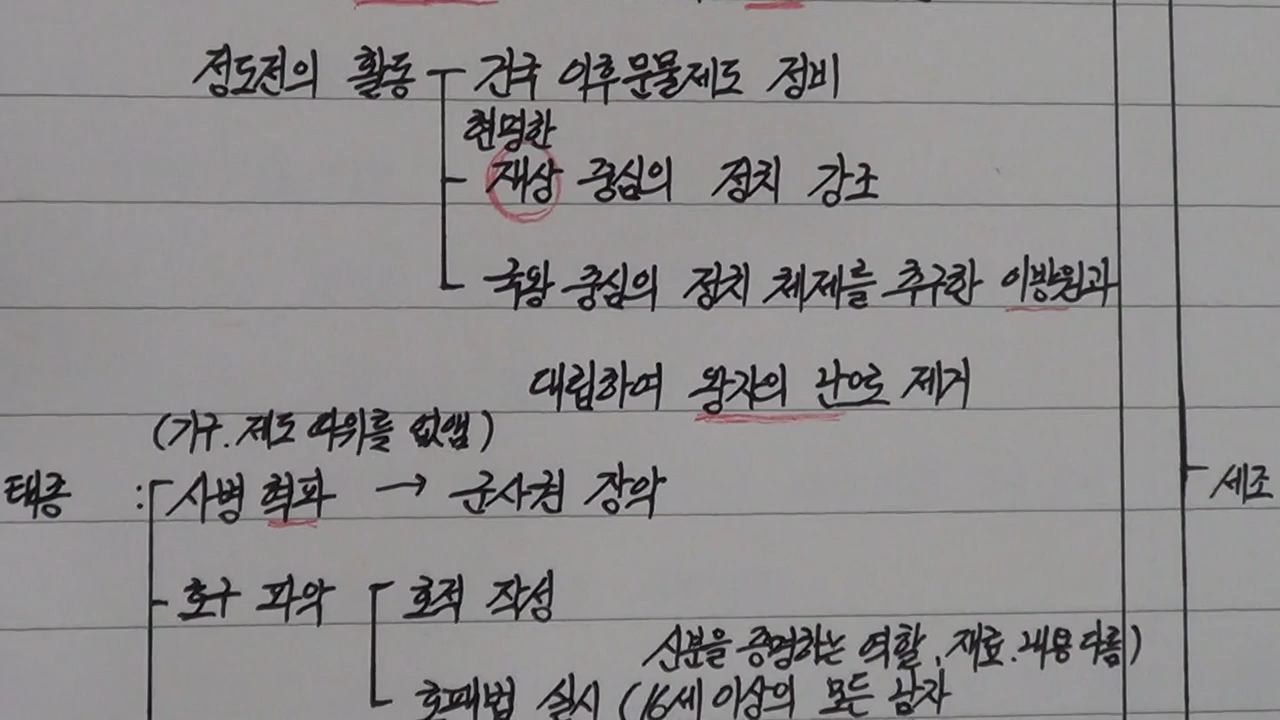 정도전의 활동 건국 이후 문물제도 정비
현명한
재상 중심의 정치 강조
국왕 중심의 정치 체제를 추구한 이방원과
대립하여 왕자의 난으로 제거
(기구. 제도 따위를 없앰)
태종 : 사병 혁파 → 군사권 장악
세조
호구 파악 호적 작성
신분을 증명하는 역할, 재료. 내용 다름)
호패법 실시 (16세 이상의 모든 남자